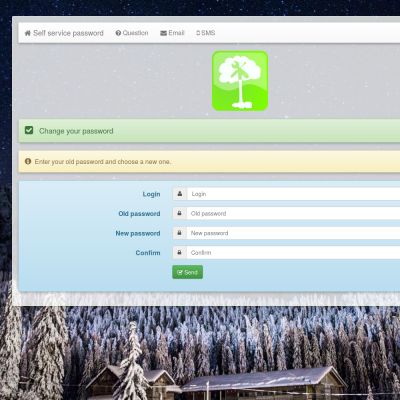 Self service password Question Email SMS
Change your password
Enter your old password and choose a new one.
Login Login
Old password Old password
New password New password
Confirm Confirm
Send